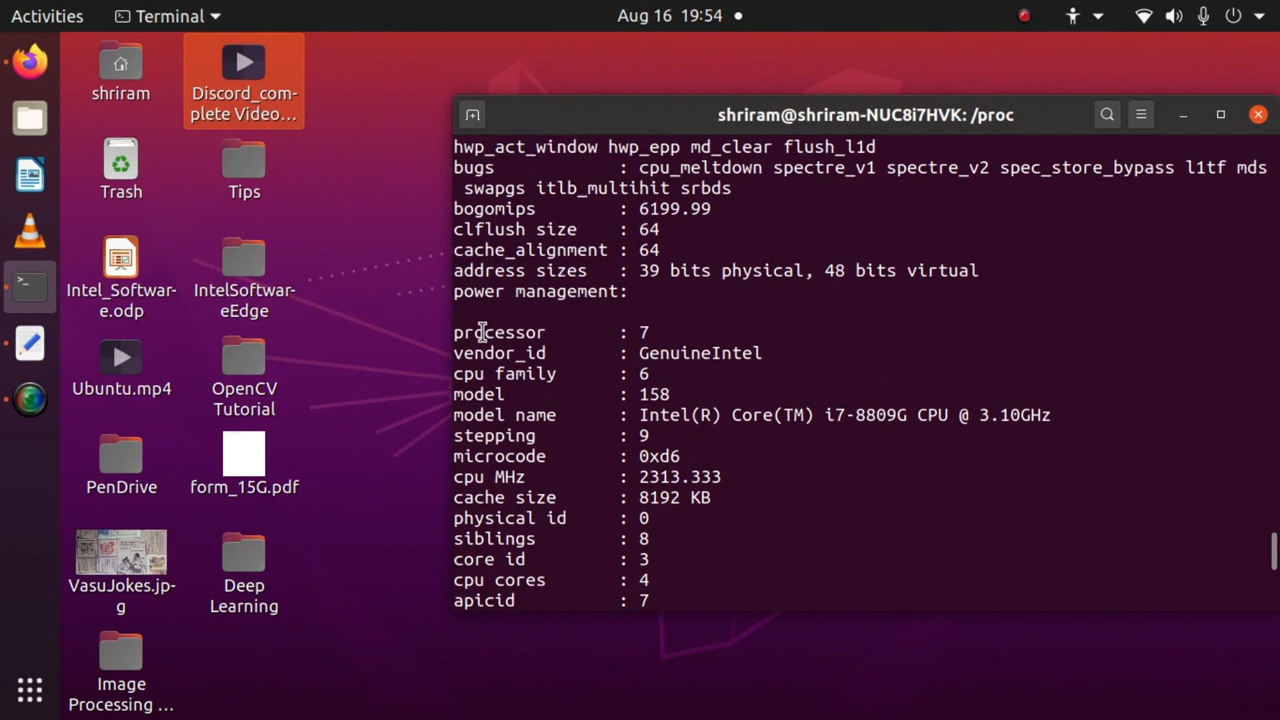 Activities
Terminal
Aug 16 19:54
shriram
Discord_com-
plete Video...
Trash
Tips
Intel_Softwar-
e.odp
IntelSoftwar-
eEdge
Ubuntu.mp4
OpenCV
Tutorial
PenDrive
form_15G.pdf
VasuJokes.jp-
g
Deep
Learning
Image
Processing ...
shriram@shriram-NUC8i7HVK: /proc
hwp_act_window hwp_epp md_clear flush_l1d
bugs : cpu_meltdown spectre_v1 spectre_v2 spec_store_bypass l1tf mds
swapgs itlb_multihit srbds
bogomips : 6199.99
clflush size : 64
cache_alignment : 64
address sizes : 39 bits physical, 48 bits virtual
power management:
processor : 7
vendor_id : GenuineIntel
cpu family : 6
model : 158
model name : Intel(R) Core(TM) i7-8809G CPU @ 3.10GHz
stepping : 9
microcode : 0xd6
cpu MHz : 2313.333
cache size : 8192 KB
physical id : 0
siblings : 8
core id : 3
cpu cores : 4
apicid : 7